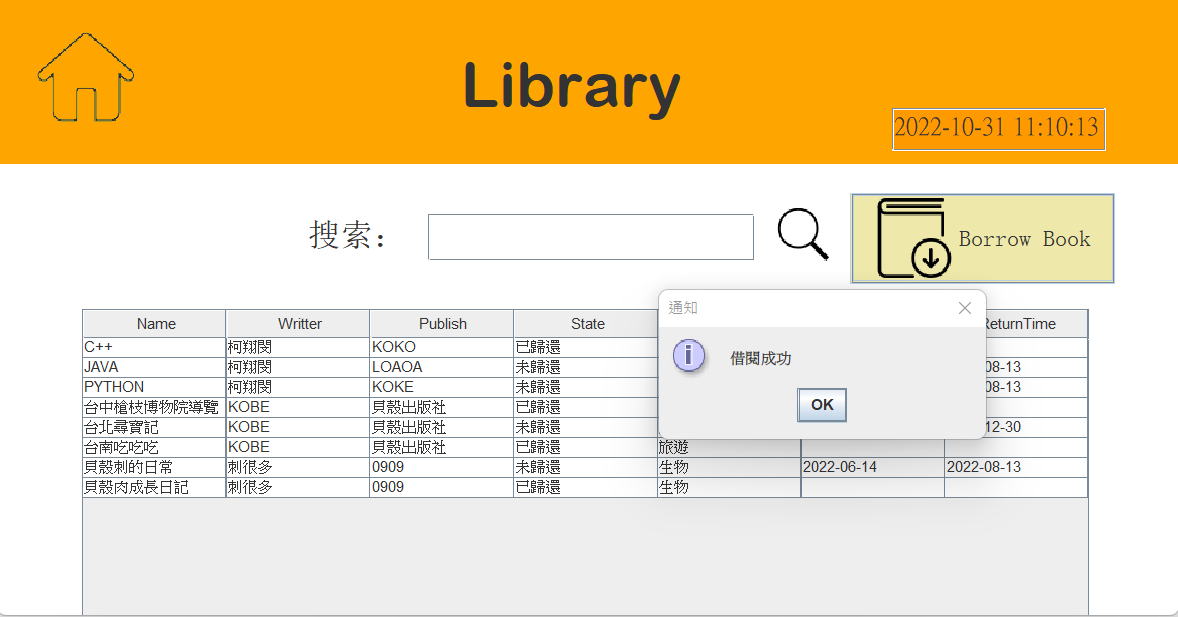 Library
2022-10-31 11:10:13
搜索：
Borrow Book
通知
借閱成功
OK
Name Writter Publish State ReturnTime
C++ 柯翔閔 KOKO 已歸還
JAVA 柯翔閔 LOAOA 未歸還 08-13
PYTHON 柯翔閔 KOKE 未歸還 08-13
台中槍枝博物院導覽 KOBE 貝殼出版社 已歸還
台北尋寶記 KOBE 貝殼出版社 未歸還 12-30
台南吃吃吃 KOBE 貝殼出版社 已歸還 旅遊
貝殼刺的日常 刺很多 0909 未歸還 生物 2022-06-14 2022-08-13
貝殼肉成長日記 刺很多 0909 已歸還 生物